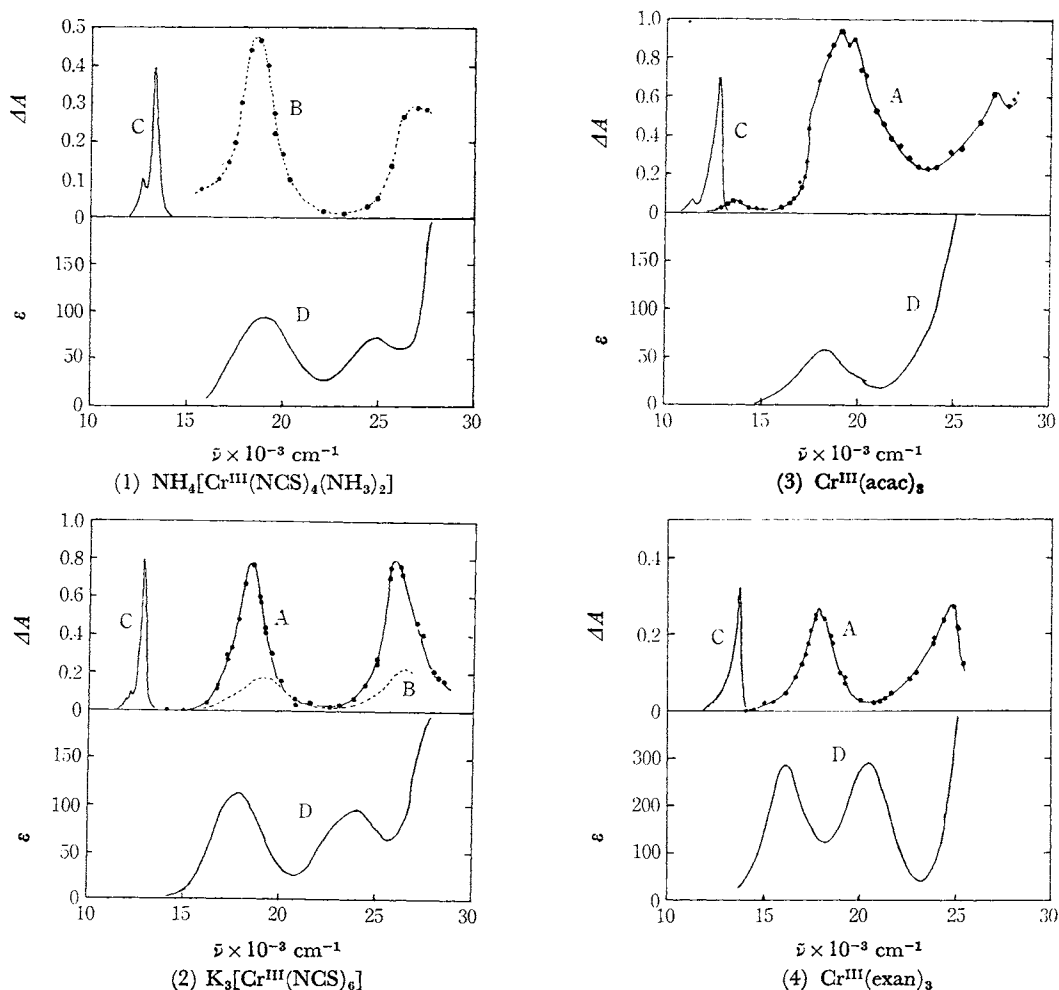 0.5
0.4
0.3
0.2
0.1
0
ΔA
C
B
150
100
50
0
ε
D
10 15 20 25 30
ν̃ × 10⁻³ cm⁻¹
(1) NH₄[Crᴵᴵᴵ(NCS)₄(NH₃)₂]
1.0
0.8
0.6
0.4
0.2
0
ΔA
C
A
150
100
50
0
ε
D
10 15 20 25 30
ν̃ × 10⁻³ cm⁻¹
(3) Crᴵᴵᴵ(acac)₃
1.0
0.8
0.6
0.4
0.2
0
ΔA
C
A
B
150
100
50
0
ε
D
10 15 20 25 30
ν̃ × 10⁻³ cm⁻¹
(2) K₃[Crᴵᴵᴵ(NCS)₆]
0.4
0.2
0
ΔA
C
A
300
200
100
0
ε
D
10 15 20 25 30
ν̃ × 10⁻³ cm⁻¹
(4) Crᴵᴵᴵ(exan)₃